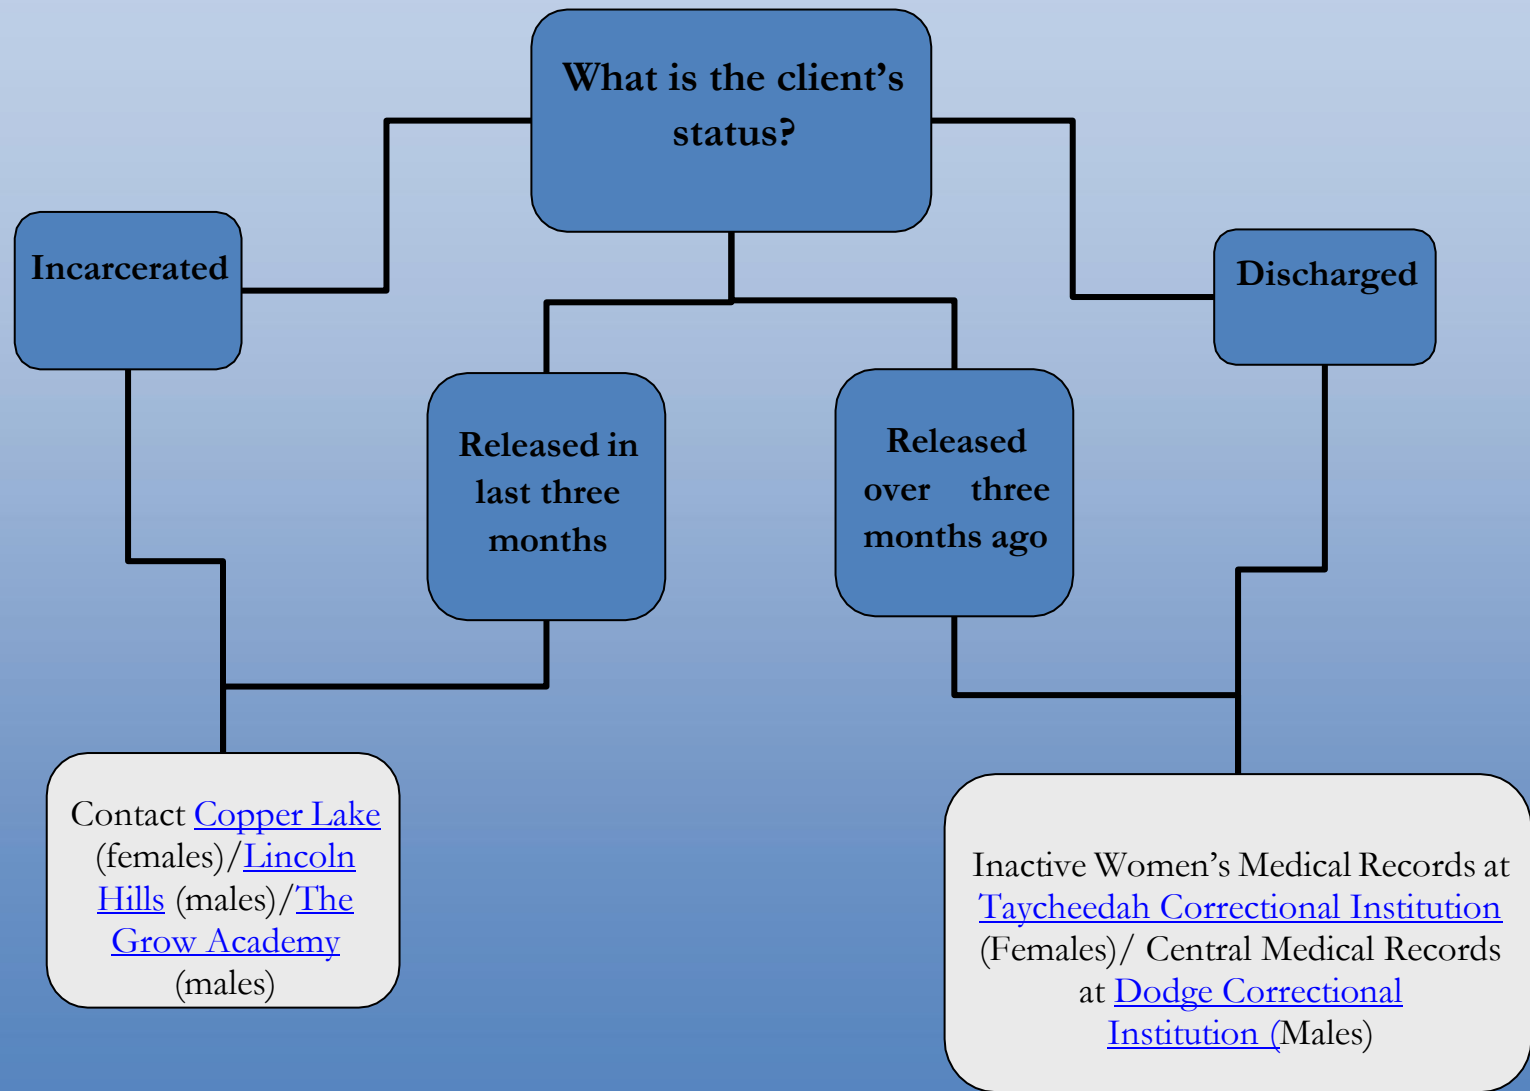 What is the client’s
status?
Incarcerated
Discharged
Released in
last three
months
Released
over three
months ago
Contact Copper Lake
(females)/Lincoln
Hills (males)/The
Grow Academy
(males)
Inactive Women’s Medical Records at
Taycheedah Correctional Institution
(Females)/ Central Medical Records
at Dodge Correctional
Institution (Males)